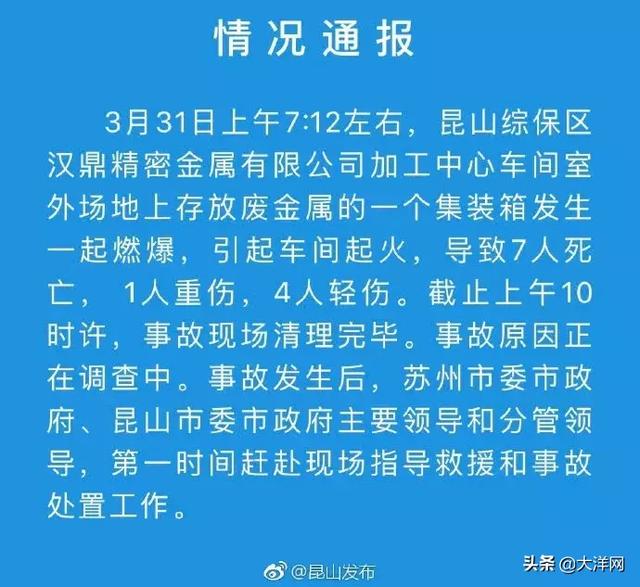 情况通报
3月31日上午7:12左右，昆山综保区
汉鼎精密金属有限公司加工中心车间室
外场地上存放废金属的一个集装箱发生
一起燃爆，引起车间起火，导致7人死
亡，1人重伤，4人轻伤。截止上午10
时许，事故现场清理完毕。事故原因正
在调查中。事故发生后，苏州市委市政
府、昆山市委市政府主要领导和分管领
导，第一时间赶赴现场指导救援和事故
处置工作。
@昆山发布
头条 @大洋网